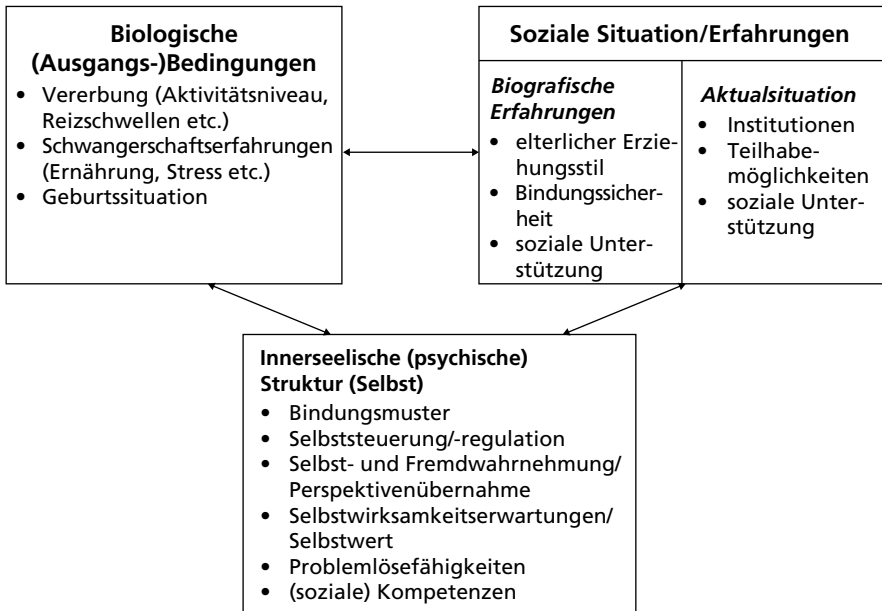 Biologische
(Ausgangs-)Bedingungen
• Vererbung (Aktivitätsniveau,
Reizschwellen etc.)
• Schwangerschaftserfahrungen
(Ernährung, Stress etc.)
• Geburtssituation
Soziale Situation/Erfahrungen
Biografische
Erfahrungen
• elterlicher Erzie-
hungsstil
• Bindungssicher-
heit
• soziale Unter-
stützung
Aktualsituation
• Institutionen
• Teilhabe-
möglichkeiten
• soziale Unter-
stützung
Innerseelische (psychische)
Struktur (Selbst)
• Bindungsmuster
• Selbststeuerung/-regulation
• Selbst- und Fremdwahrnehmung/
Perspektivenübernahme
• Selbstwirksamkeitserwartungen/
Selbstwert
• Problemlösefähigkeiten
• (soziale) Kompetenzen